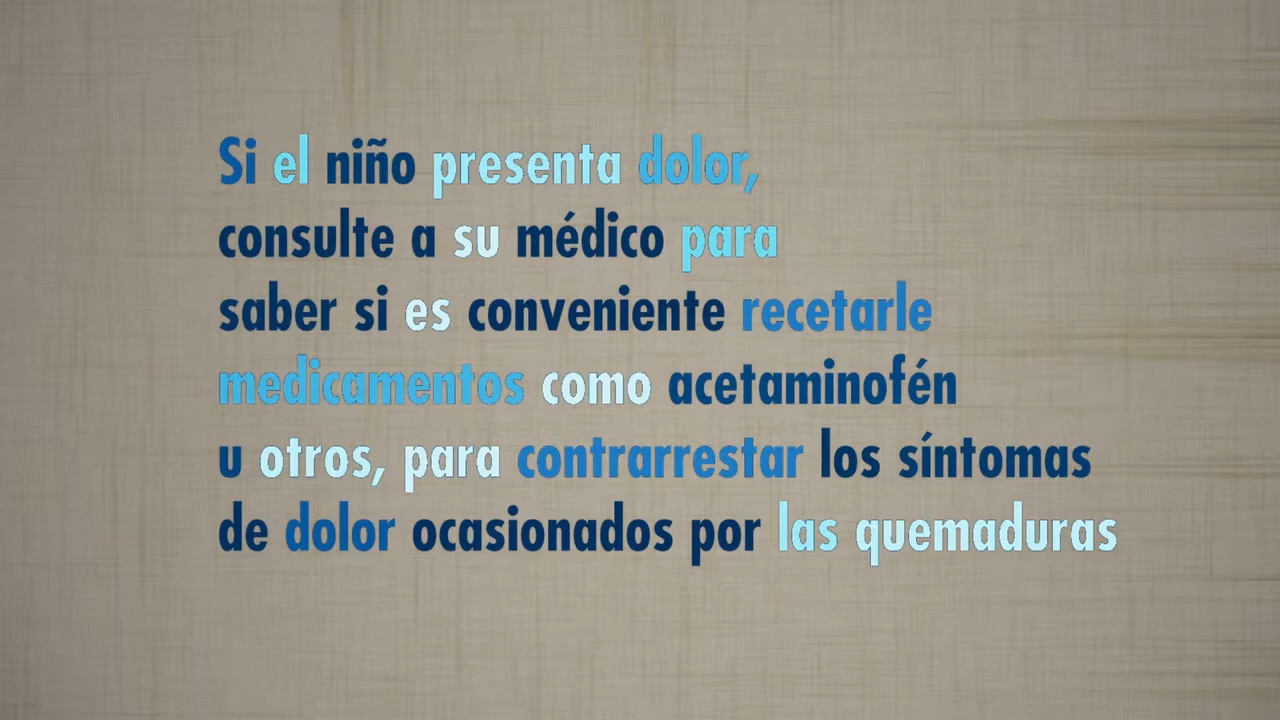 Si el niño presenta dolor,
consulte a su médico para
saber si es conveniente recetarle
medicamentos como acetaminofén
u otros, para contrarrestar los síntomas
de dolor ocasionados por las quemaduras